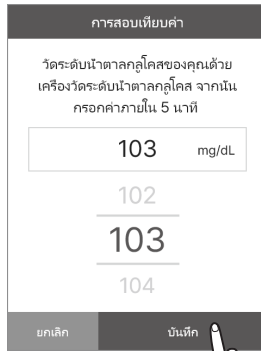 การสอบเทียบค่า
วัดระดับน้ำตาลกลูโคสของคุณด้วย
เครื่องวัดระดับน้ำตาลกลูโคส จากนั้น
กรอกค่าภายใน 5 นาที
103 mg/dL
102
103
104
ยกเลิก บันทึก